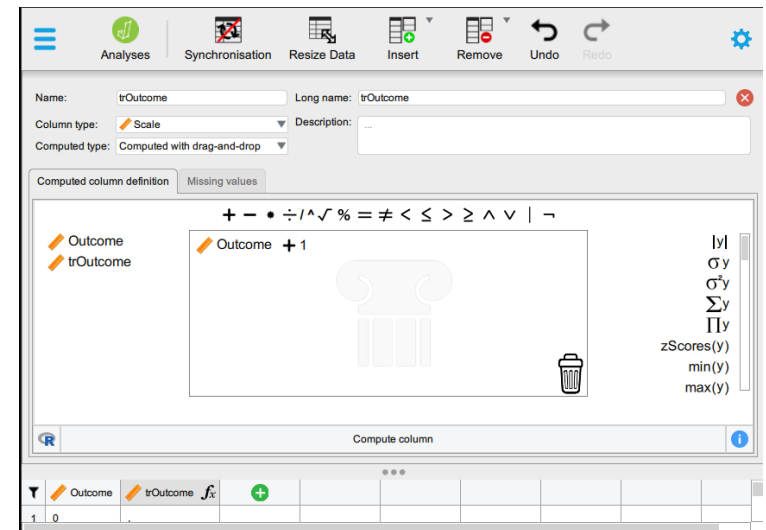 Analyses Synchronisation Resize Data Insert Remove Undo Redo
Name: trOutcome Long name: trOutcome
Column type: Scale Description: ...
Computed type: Computed with drag-and-drop
Computed column definition Missing values
+ − • ÷ / ^ √ % = ≠ < ≤ > ≥ ∧ ∨ | ¬
Outcome Outcome + 1 |y|
trOutcome σy
σ²y
∑y
∏y
zScores(y)
min(y)
max(y)
R Compute column i
Outcome trOutcome fx
1 0 .